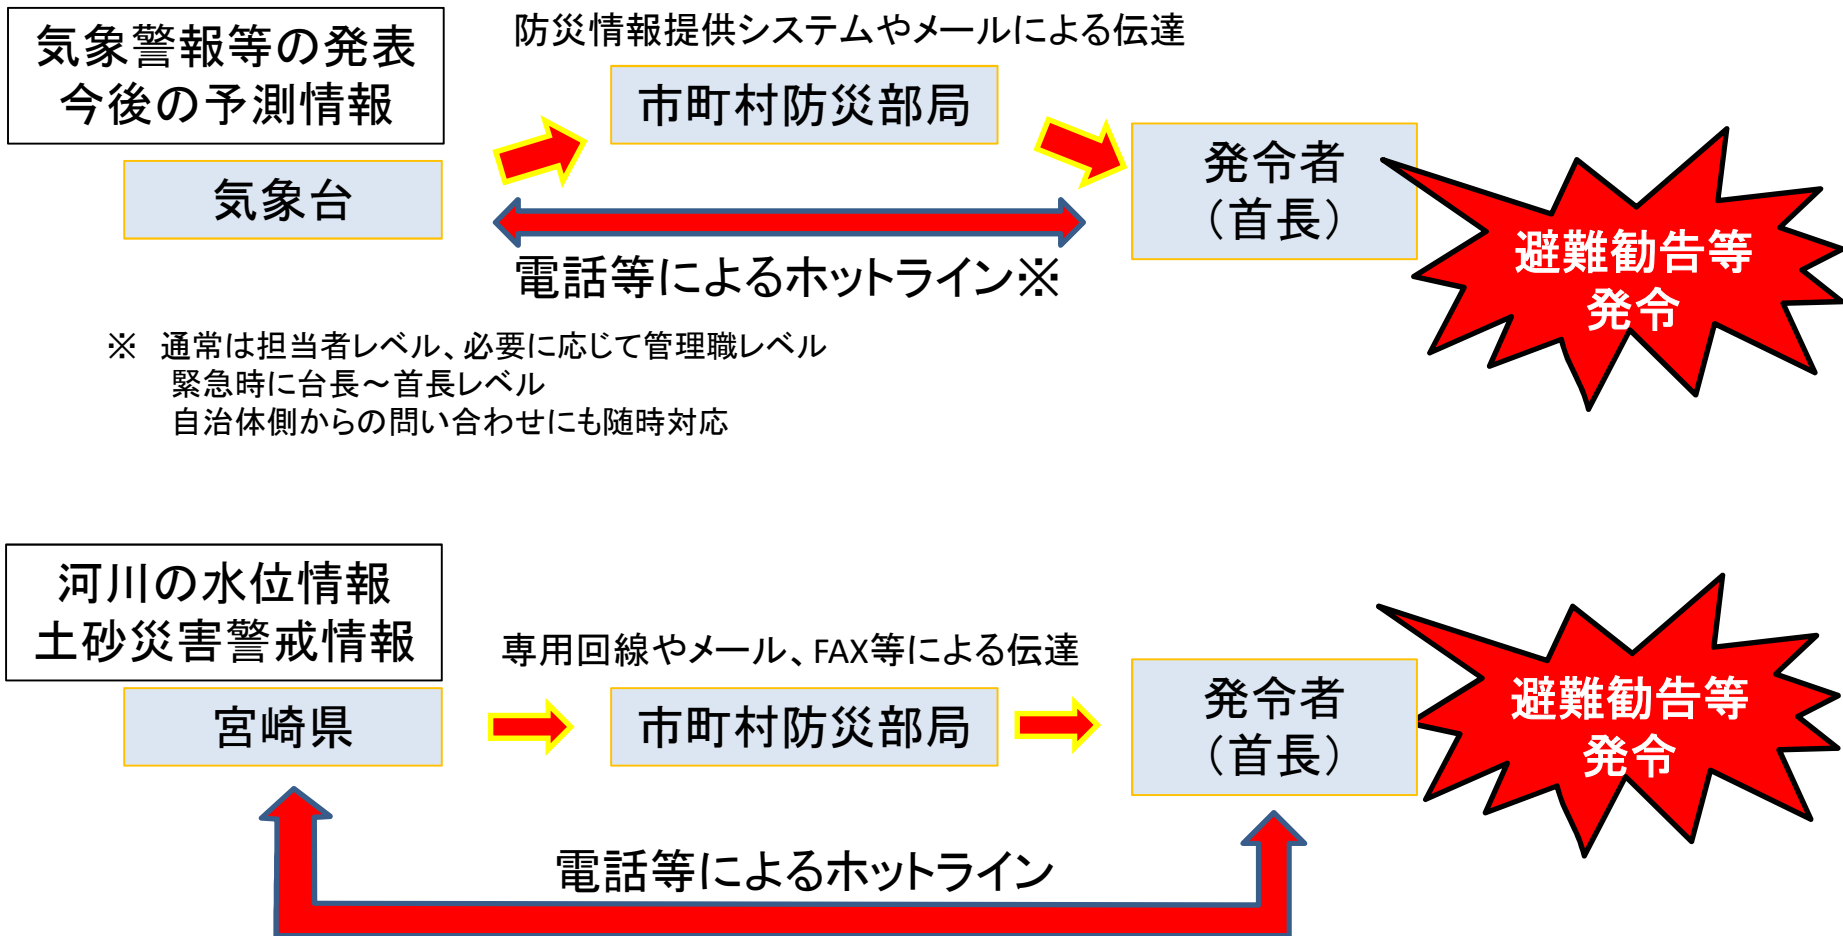 気象警報等の発表
今後の予測情報
防災情報提供システムやメールによる伝達
市町村防災部局
気象台
発令者
（首長）
避難勧告等
発令
電話等によるホットライン※
※　通常は担当者レベル、必要に応じて管理職レベル
緊急時に台長～首長レベル
自治体側からの問い合わせにも随時対応
河川の水位情報
土砂災害警戒情報
専用回線やメール、FAX等による伝達
宮崎県
市町村防災部局
発令者
（首長）
避難勧告等
発令
電話等によるホットライン